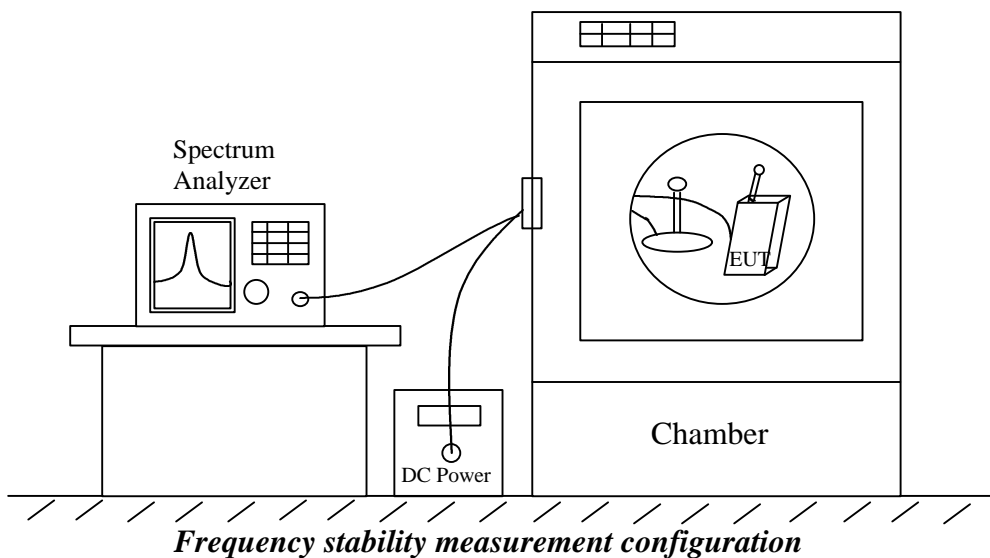 Spectrum
Analyzer
EUT
Chamber
DC Power
Frequency stability measurement configuration